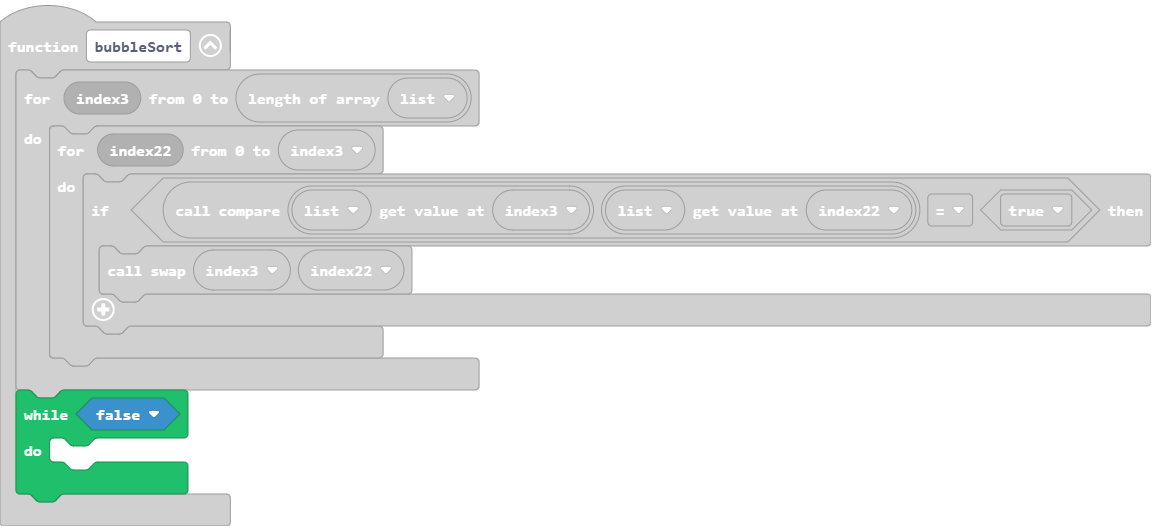 function bubbleSort
for index3 from 0 to length of array list
do
for index22 from 0 to index3
do
if call compare list get value at index3 list get value at index22 = true then
call swap index3 index22
while false
do